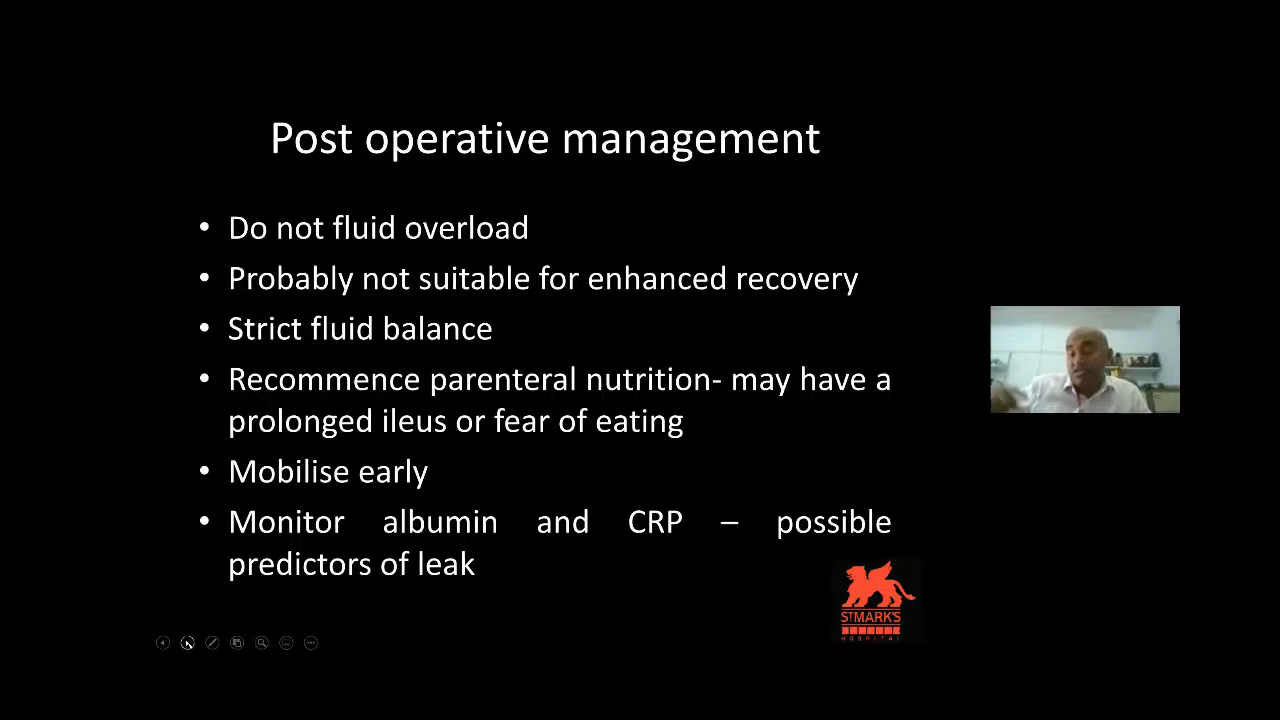 Post operative management
• Do not fluid overload
• Probably not suitable for enhanced recovery
• Strict fluid balance
• Recommence parenteral nutrition- may have a
prolonged ileus or fear of eating
• Mobilise early
• Monitor albumin and CRP – possible
predictors of leak
ST MARK'S
HOSPITAL